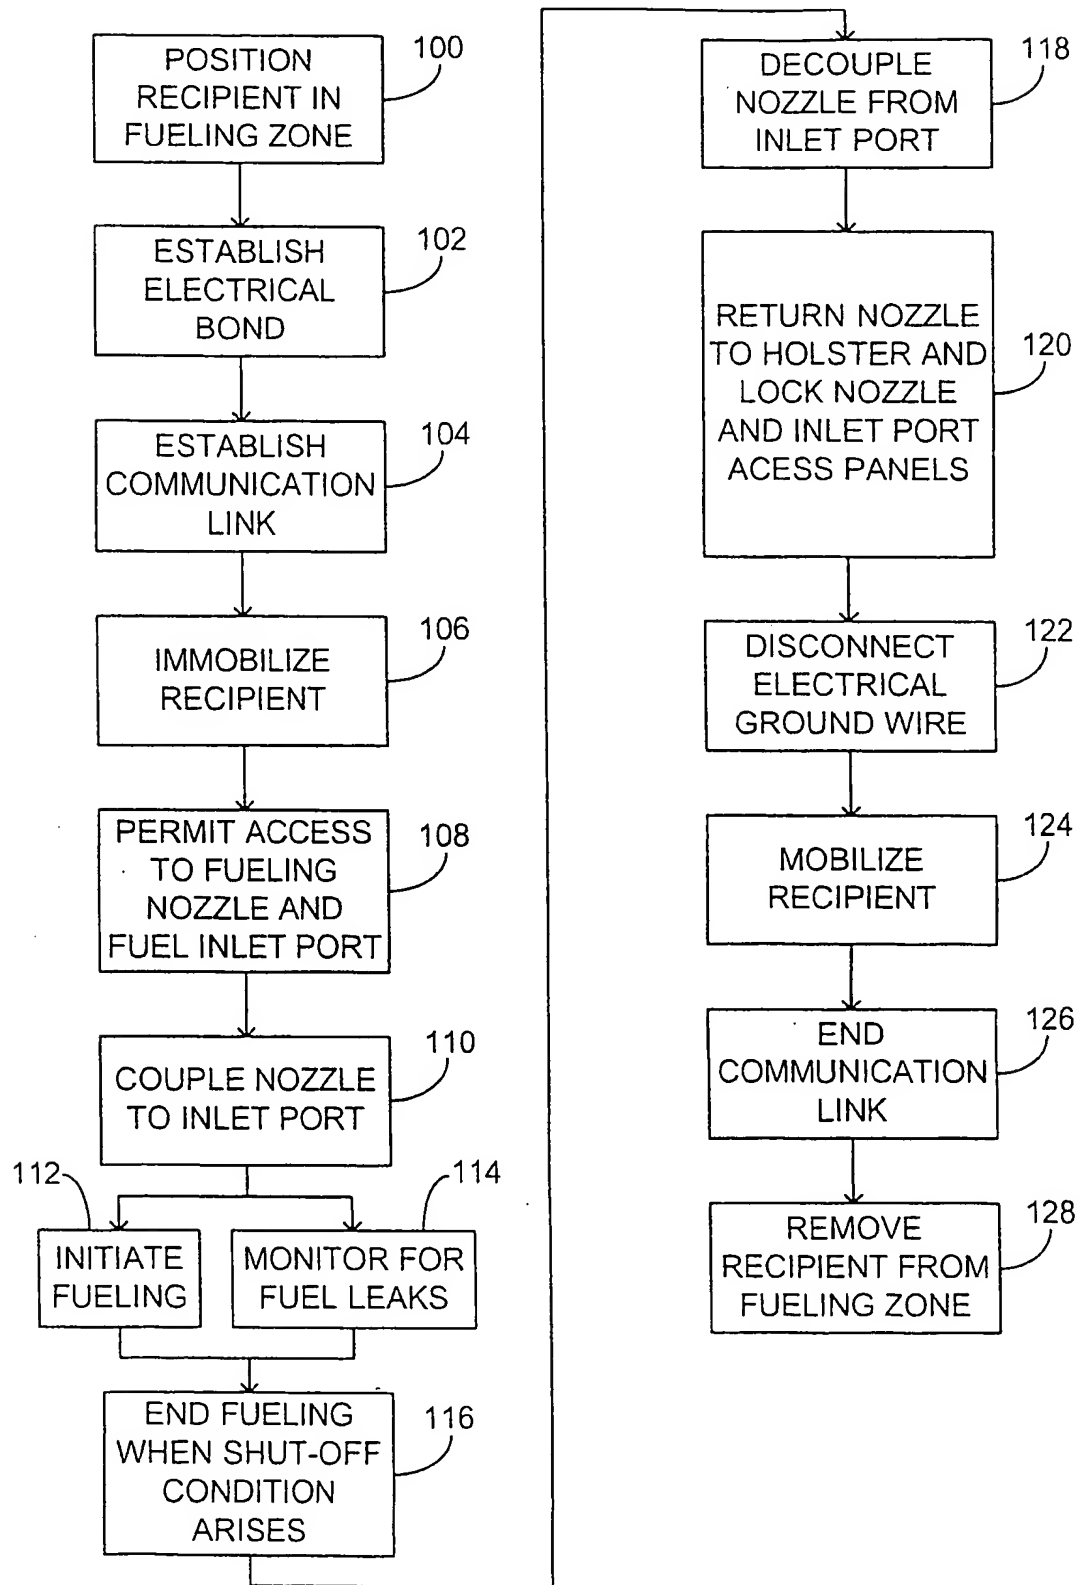 100
POSITION
RECIPIENT IN
FUELING ZONE
102
ESTABLISH
ELECTRICAL
BOND
104
ESTABLISH
COMMUNICATION
LINK
106
IMMOBILIZE
RECIPIENT
108
PERMIT ACCESS
TO FUELING
NOZZLE AND
FUEL INLET PORT
110
COUPLE NOZZLE
TO INLET PORT
112
INITIATE
FUELING
114
MONITOR FOR
FUEL LEAKS
116
END FUELING
WHEN SHUT-OFF
CONDITION
ARISES
118
DECOUPLE
NOZZLE FROM
INLET PORT
120
RETURN NOZZLE
TO HOLSTER AND
LOCK NOZZLE
AND INLET PORT
ACESS PANELS
122
DISCONNECT
ELECTRICAL
GROUND WIRE
124
MOBILIZE
RECIPIENT
126
END
COMMUNICATION
LINK
128
REMOVE
RECIPIENT FROM
FUELING ZONE